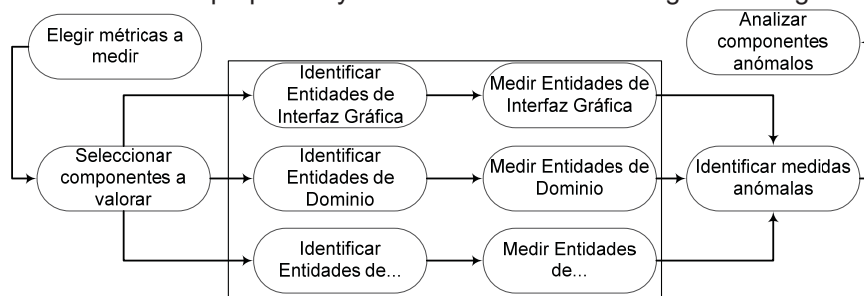 Elegir métricas a
medir
Analizar
componentes
anómalos
Identificar
Entidades de
Interfaz Gráfica
Medir Entidades de
Interfaz Gráfica
Seleccionar
componentes a
valorar
Identificar
Entidades de
Dominio
Medir Entidades de
Dominio
Identificar medidas
anómalas
Identificar
Entidades de...
Medir Entidades
de...